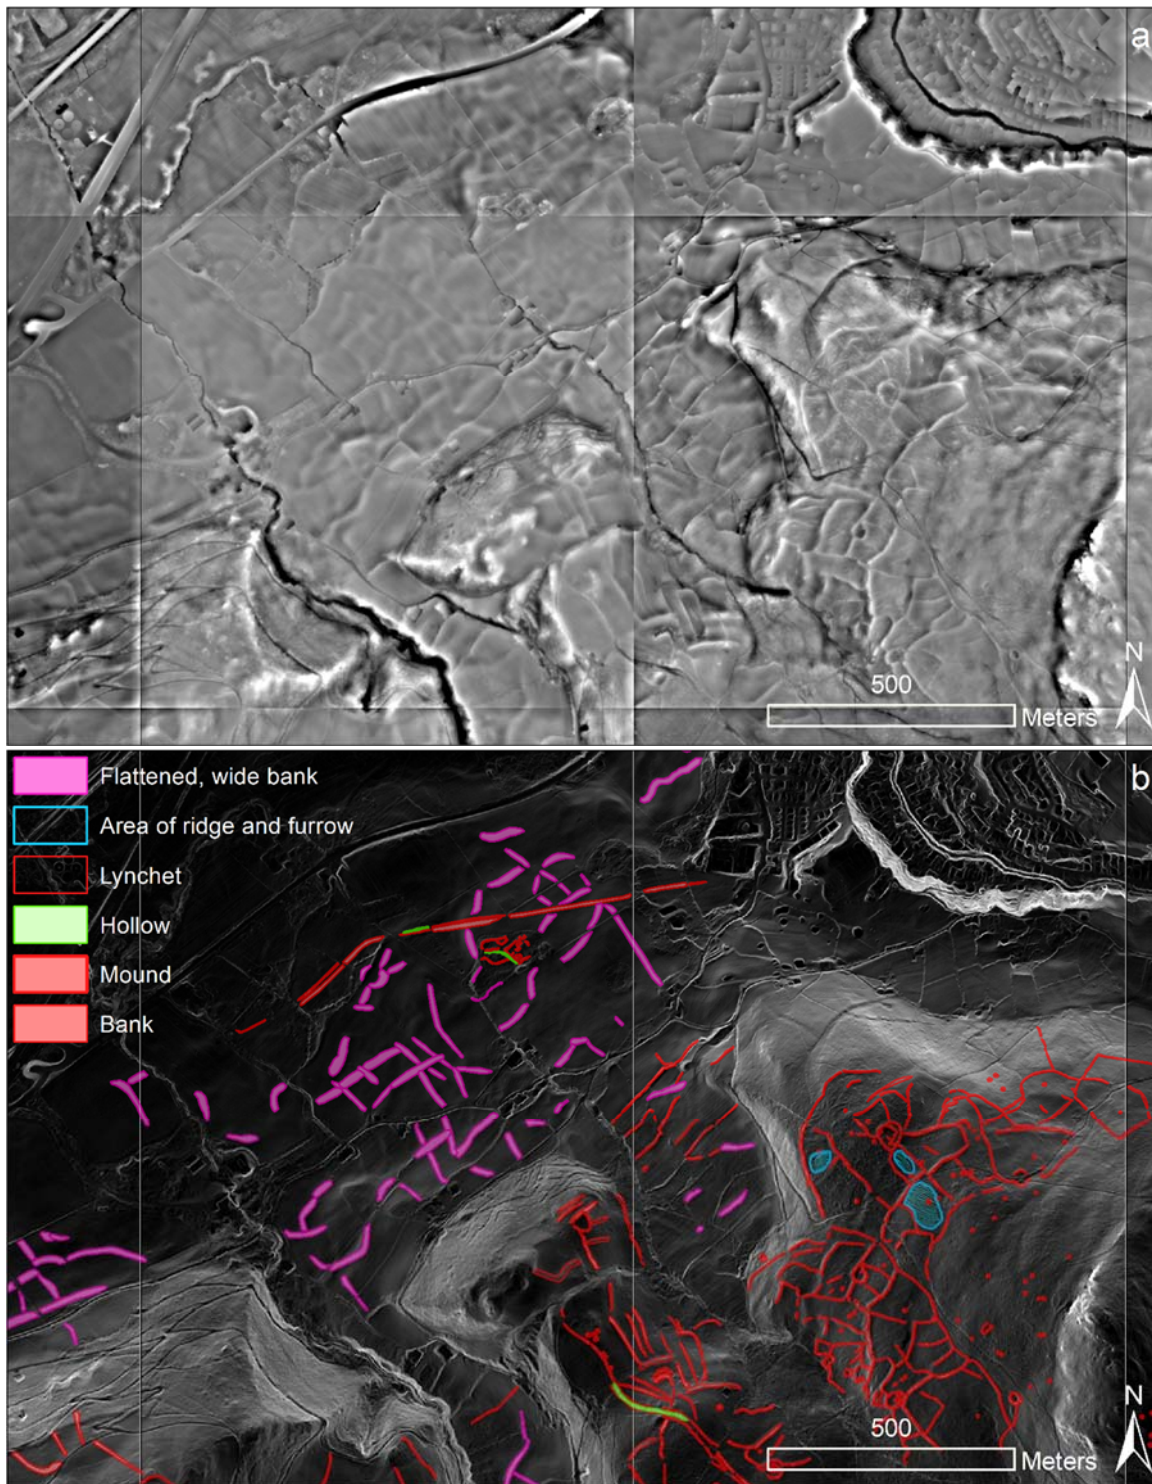 a
N
500
Meters
b
Flattened, wide bank
Area of ridge and furrow
Lynchet
Hollow
Mound
Bank
N
500
Meters